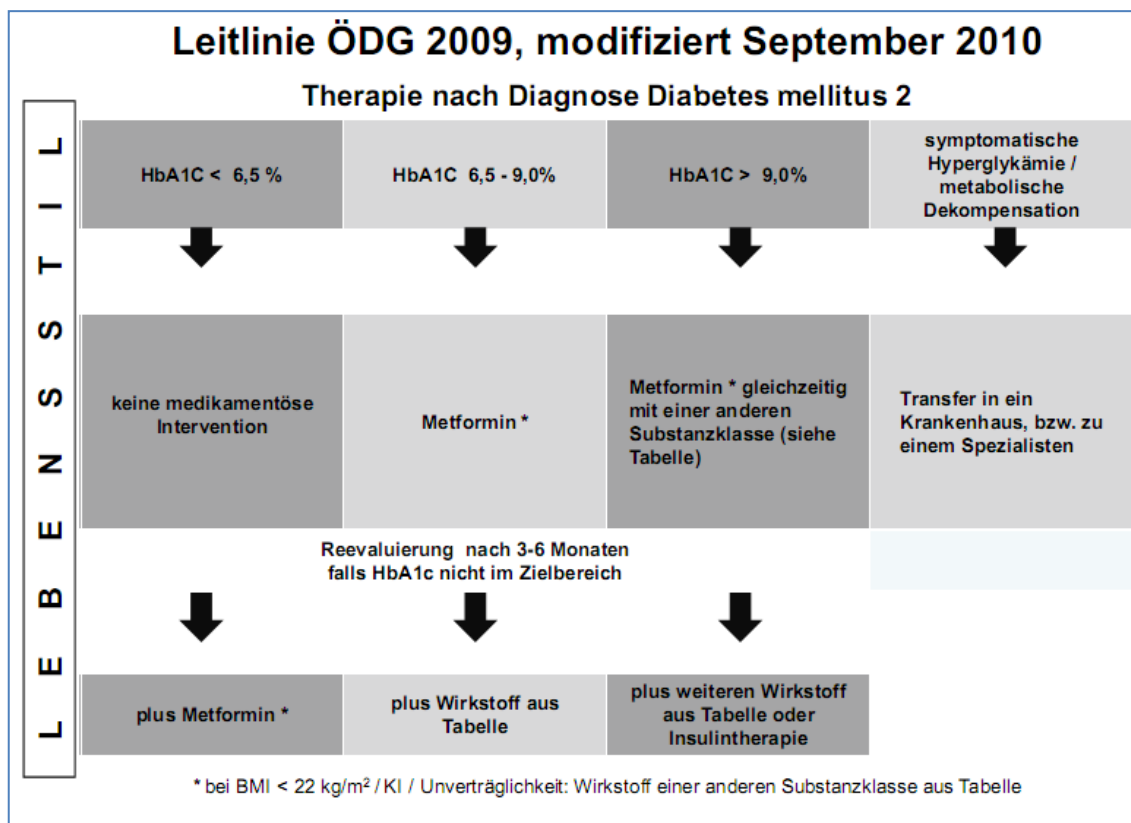 Leitlinie ÖDG 2009, modifiziert September 2010
Therapie nach Diagnose Diabetes mellitus 2
LEBENSSTIL
HbA1C < 6,5 %
HbA1C 6,5 - 9,0%
HbA1C > 9,0%
symptomatische
Hyperglykämie /
metabolische
Dekompensation
keine medikamentöse
Intervention
Metformin *
Metformin * gleichzeitig
mit einer anderen
Substanzklasse (siehe
Tabelle)
Transfer in ein
Krankenhaus, bzw. zu
einem Spezialisten
Reevaluierung nach 3-6 Monaten
falls HbA1c nicht im Zielbereich
plus Metformin *
plus Wirkstoff aus
Tabelle
plus weiteren Wirkstoff
aus Tabelle oder
Insulintherapie
* bei BMI < 22 kg/m² / KI / Unverträglichkeit: Wirkstoff einer anderen Substanzklasse aus Tabelle